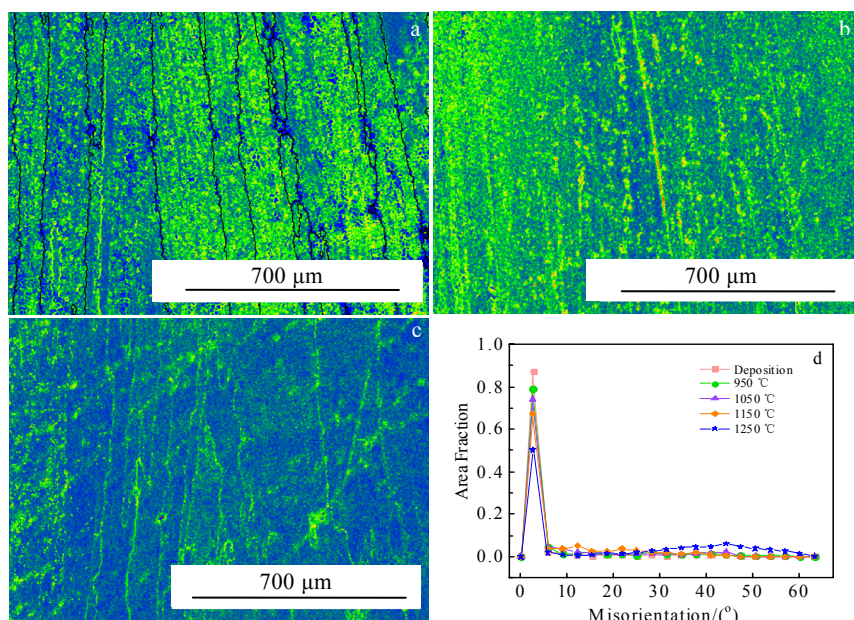 a
b
700 μm
700 μm
c
700 μm
d
1.0
0.8
0.6
0.4
0.2
0.0
Area Fraction
Deposition
950 ℃
1050 ℃
1150 ℃
1250 ℃
0 10 20 30 40 50 60
Misorientation/(°)